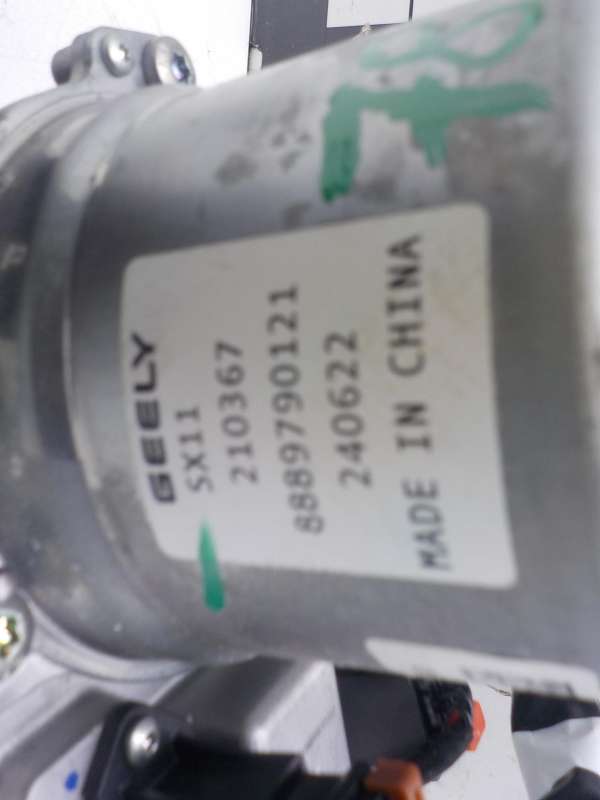 GEELY
SX11
210367
8889790121
240622
MADE IN CHINA